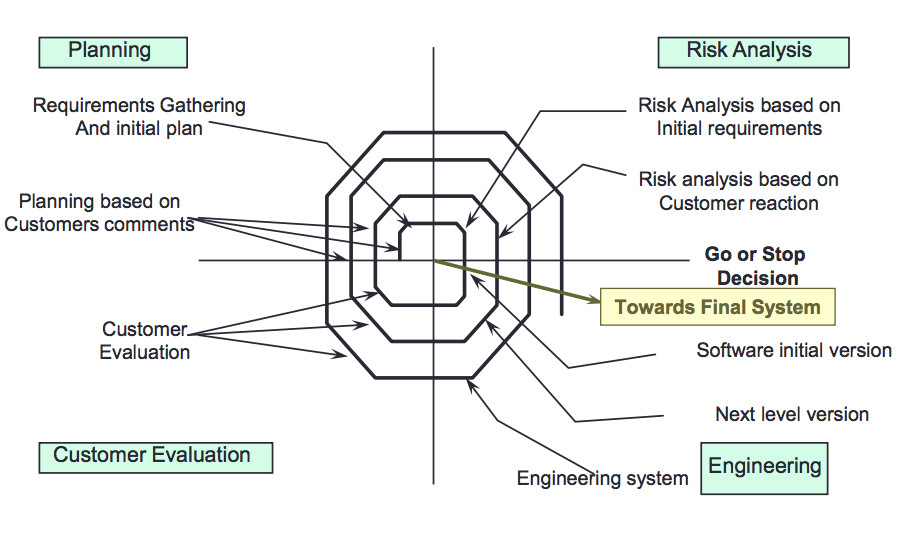 Planning
Risk Analysis
Requirements Gathering
And initial plan
Risk Analysis based on
Initial requirements
Planning based on
Customers comments
Risk analysis based on
Customer reaction
Go or Stop
Decision
Towards Final System
Customer
Evaluation
Software initial version
Next level version
Customer Evaluation
Engineering system
Engineering